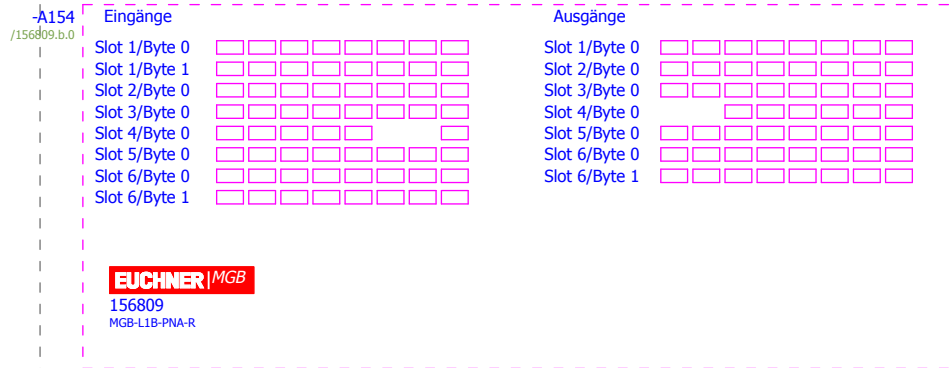 -A154
/156809.b.0
Eingänge
Slot 1/Byte 0
Slot 1/Byte 1
Slot 2/Byte 0
Slot 3/Byte 0
Slot 4/Byte 0
Slot 5/Byte 0
Slot 6/Byte 0
Slot 6/Byte 1
Ausgänge
Slot 1/Byte 0
Slot 2/Byte 0
Slot 3/Byte 0
Slot 4/Byte 0
Slot 5/Byte 0
Slot 6/Byte 0
Slot 6/Byte 1
EUCHNER|MGB
156809
MGB-L1B-PNA-R